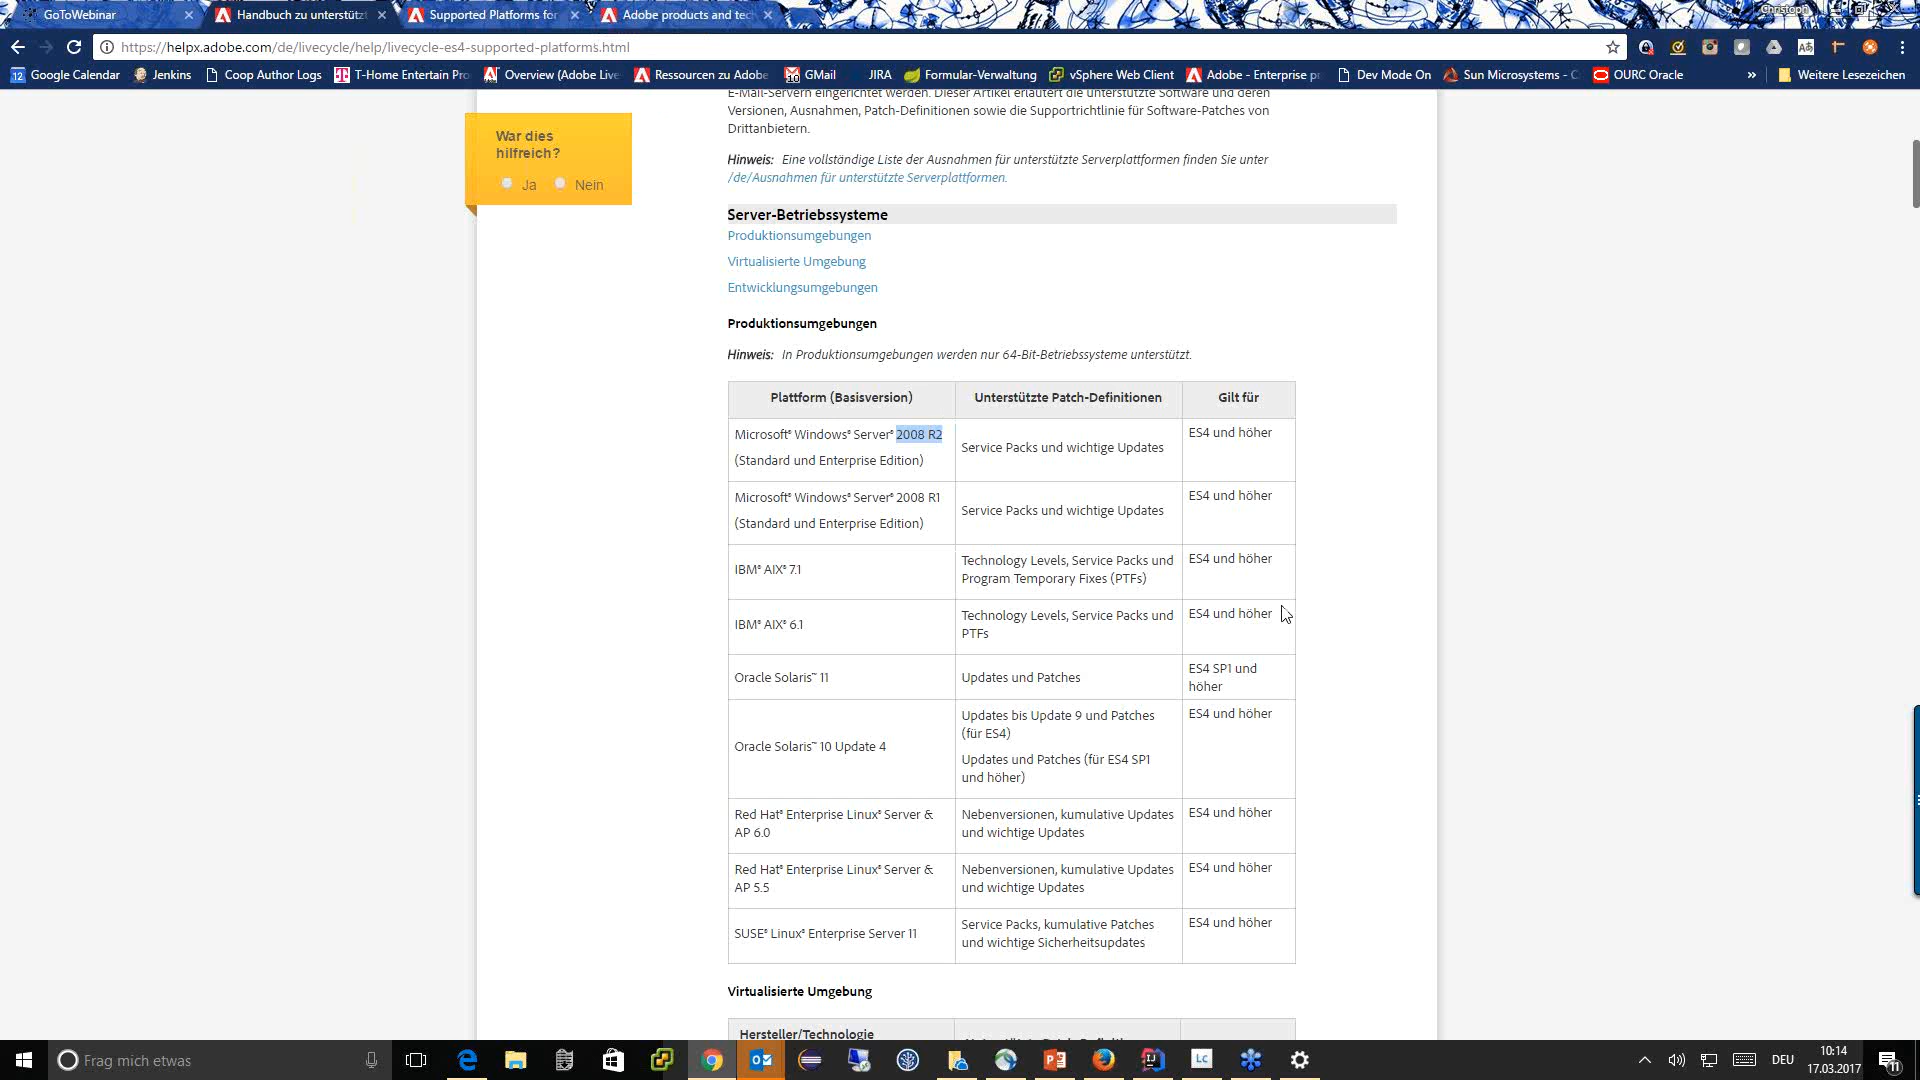 GoToWebinar
Handbuch zu unterstützt
Supported Platforms for
Adobe products and tec
Christoph
https://helpx.adobe.com/de/livecycle/help/livecycle-es4-supported-platforms.html
Google Calendar
Jenkins
Coop Author Logs
T-Home Entertain Pro
Overview (Adobe Live
Ressourcen zu Adobe
GMail
JIRA
Formular-Verwaltung
vSphere Web Client
Adobe - Enterprise p
Dev Mode On
Sun Microsystems - C
OURC Oracle
»
Weitere Lesezeichen
E-Mail-Servern eingerichtet werden. Dieser Artikel erläutert die unterstützte Software und deren
Versionen, Ausnahmen, Patch-Definitionen sowie die Supportrichtlinie für Software-Patches von
Drittanbietern.
War dies
hilfreich?
Ja
Nein
Hinweis: Eine vollständige Liste der Ausnahmen für unterstützte Serverplattformen finden Sie unter
/de/Ausnahmen für unterstützte Serverplattformen.
Server-Betriebssysteme
Produktionsumgebungen
Virtualisierte Umgebung
Entwicklungsumgebungen
Produktionsumgebungen
Hinweis: In Produktionsumgebungen werden nur 64-Bit-Betriebssysteme unterstützt.
Plattform (Basisversion)
Unterstützte Patch-Definitionen
Gilt für
Microsoft® Windows® Server® 2008 R2
(Standard und Enterprise Edition)
Service Packs und wichtige Updates
ES4 und höher
Microsoft® Windows® Server® 2008 R1
(Standard und Enterprise Edition)
Service Packs und wichtige Updates
ES4 und höher
IBM® AIX® 7.1
Technology Levels, Service Packs und
Program Temporary Fixes (PTFs)
ES4 und höher
IBM® AIX® 6.1
Technology Levels, Service Packs und
PTFs
ES4 und höher
Oracle Solaris™ 11
Updates und Patches
ES4 SP1 und
höher
Oracle Solaris™ 10 Update 4
Updates bis Update 9 und Patches
(für ES4)
Updates und Patches (für ES4 SP1
und höher)
ES4 und höher
Red Hat® Enterprise Linux® Server &
AP 6.0
Nebenversionen, kumulative Updates
und wichtige Updates
ES4 und höher
Red Hat® Enterprise Linux® Server &
AP 5.5
Nebenversionen, kumulative Updates
und wichtige Updates
ES4 und höher
SUSE® Linux® Enterprise Server 11
Service Packs, kumulative Patches
und wichtige Sicherheitsupdates
ES4 und höher
Virtualisierte Umgebung
Hersteller/Technologie
Frag mich etwas
LC
DEU
10:14
17.03.2017
11